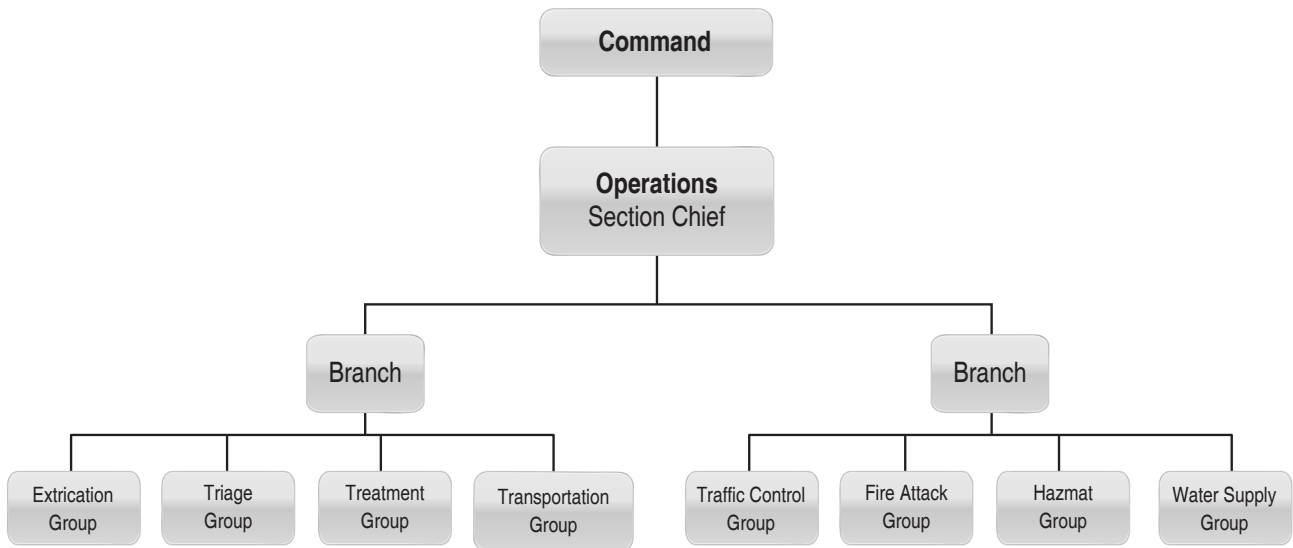 Command
Operations
Section Chief
Branch
Branch
Extrication
Group
Triage
Group
Treatment
Group
Transportation
Group
Traffic Control
Group
Fire Attack
Group
Hazmat
Group
Water Supply
Group